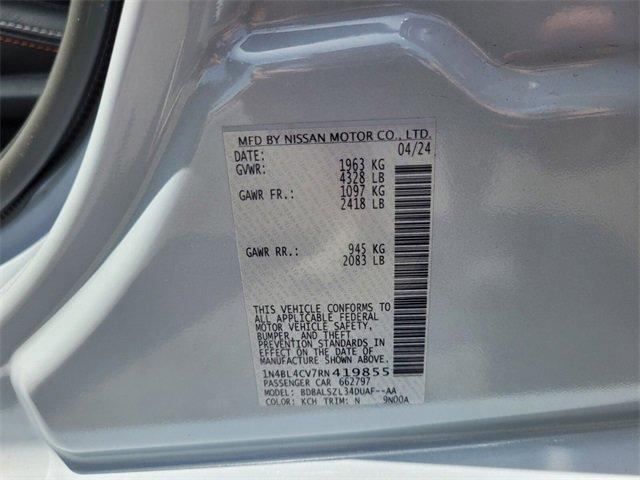 MFD BY NISSAN MOTOR CO., LTD.
DATE: 04/24
GVWR: 1963 KG
4328 LB
GAWR FR.: 1097 KG
2418 LB
GAWR RR.: 945 KG
2083 LB
THIS VEHICLE CONFORMS TO
ALL APPLICABLE FEDERAL
MOTOR VEHICLE SAFETY,
BUMPER, AND THEFT
PREVENTION STANDARDS IN
EFFECT ON THE DATE OF
MANUFACTURE SHOWN ABOVE.
1N4BL4CV7RN419855
PASSENGER CAR 662797
MODEL: BDBALSZL34DUAF--AA
COLOR: KCH TRIM: N 9N00A